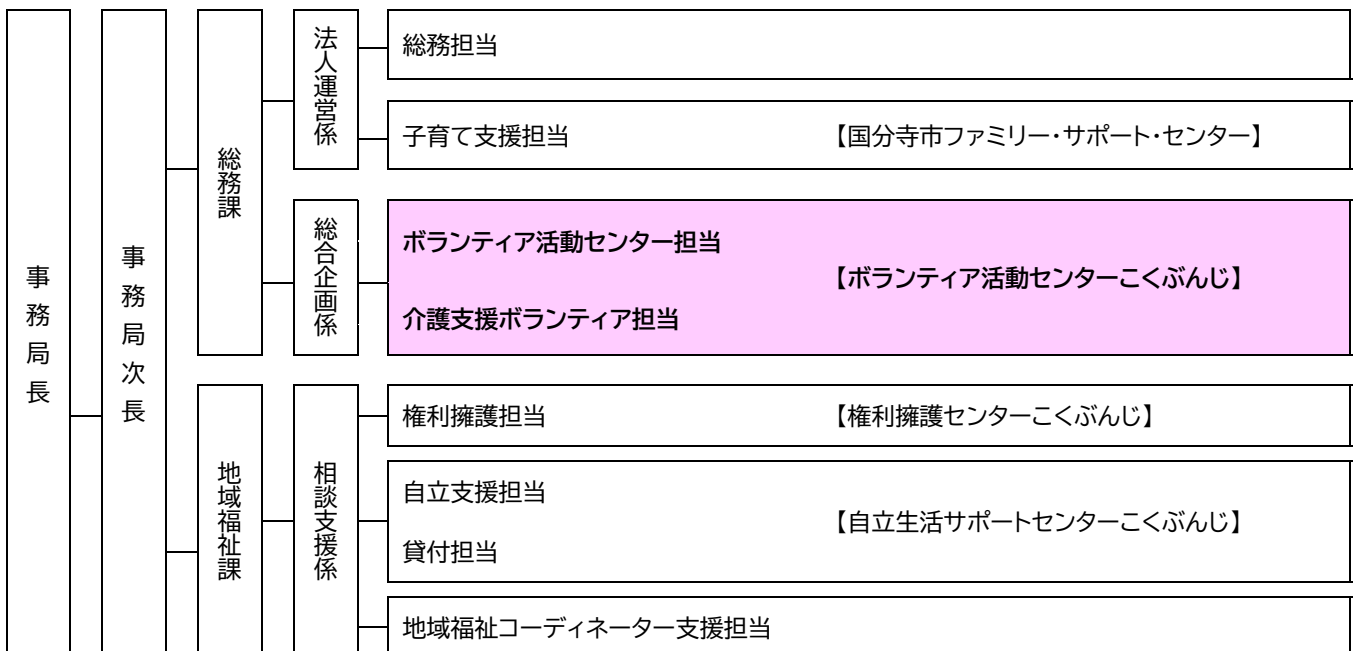 事務局長
事務局次長
総務課
法人運営係
総務担当
子育て支援担当 【国分寺市ファミリー・サポート・センター】
総合企画係
ボランティア活動センター担当
【ボランティア活動センターこくぶんじ】
介護支援ボランティア担当
地域福祉課
相談支援係
権利擁護担当 【権利擁護センターこくぶんじ】
自立支援担当
【自立生活サポートセンターこくぶんじ】
貸付担当
地域福祉コーディネーター支援担当